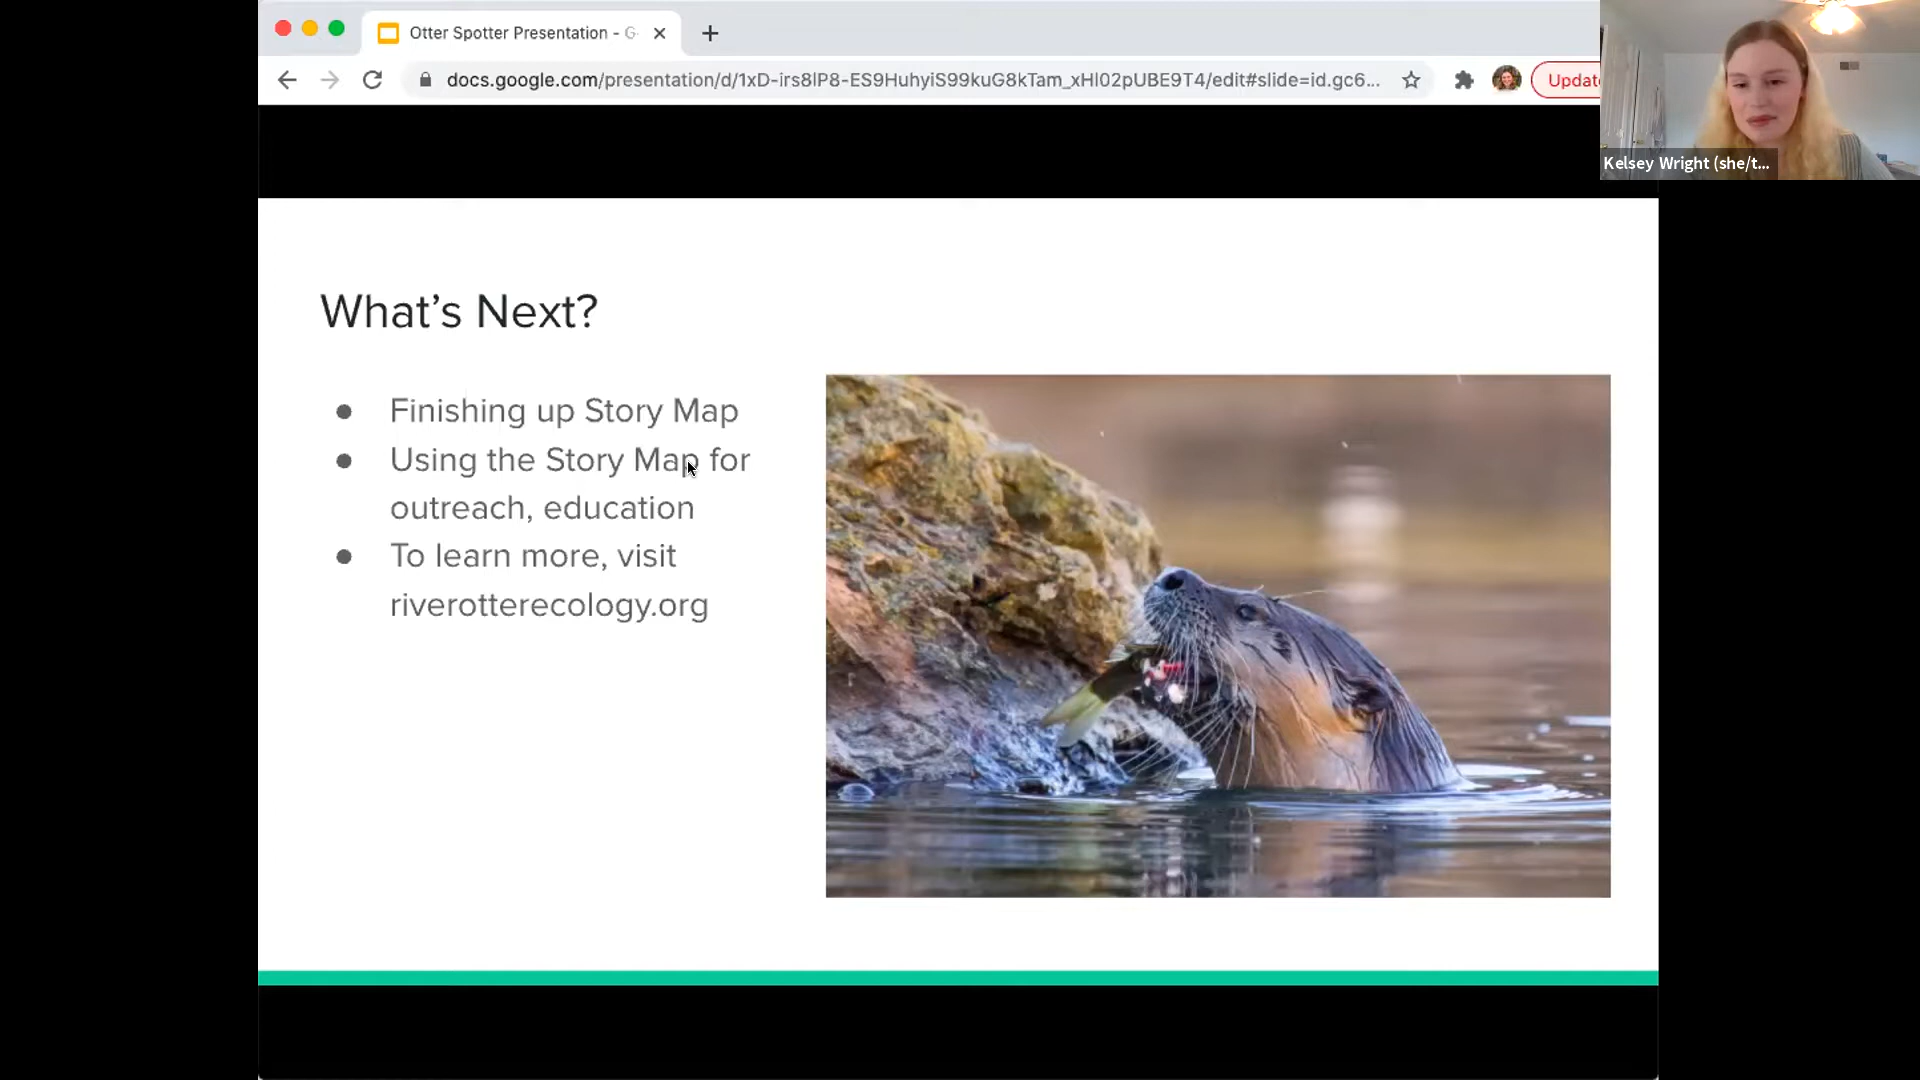 Otter Spotter Presentation - G
docs.google.com/presentation/d/1xD-irs8lP8-ES9HuhyiS99kuG8kTam_xHl02pUBE9T4/edit#slide=id.gc6...
Update
Kelsey Wright (she/t...
What's Next?
● Finishing up Story Map
● Using the Story Map for
outreach, education
● To learn more, visit
riverotterecology.org